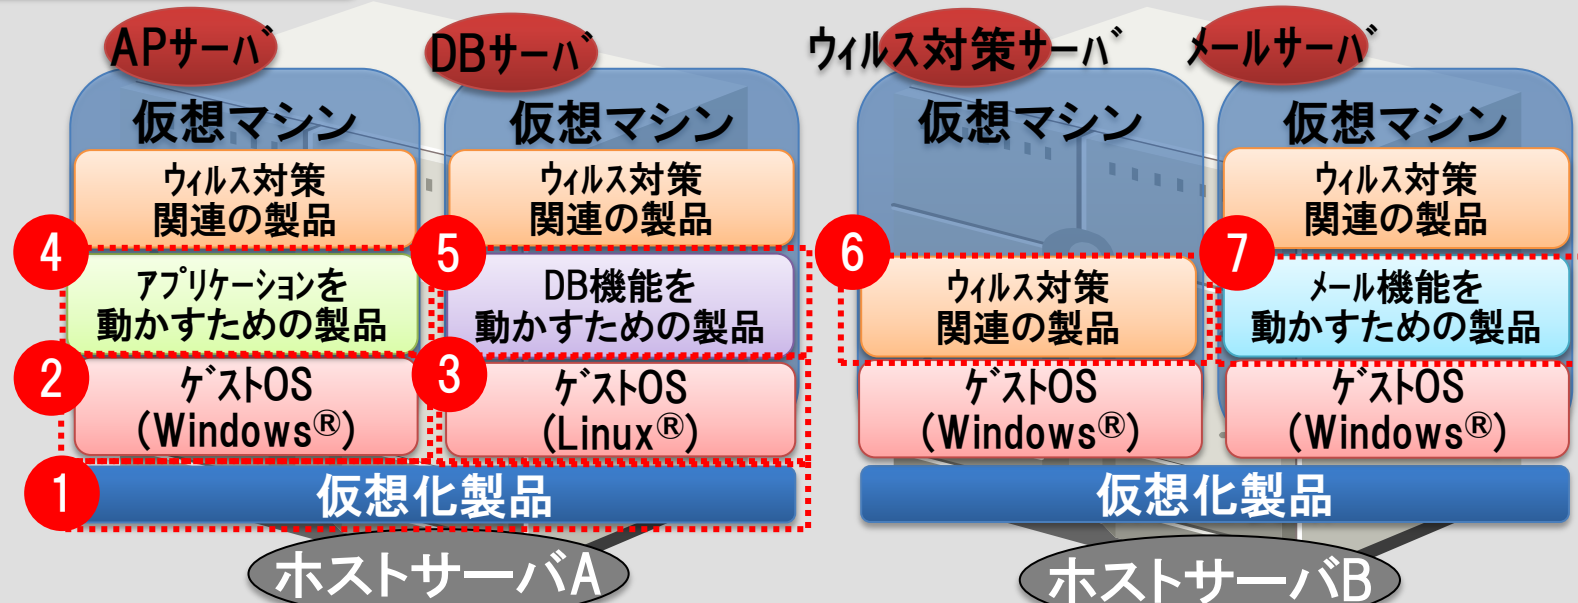 APサーバ
仮想マシン
ウィルス対策
関連の製品
4
アプリケーションを
動かすための製品
2
ゲストOS
(Windows®)
DBサーバ
仮想マシン
ウィルス対策
関連の製品
5
DB機能を
動かすための製品
3
ゲストOS
(Linux®)
1
仮想化製品
ホストサーバA
ウィルス対策サーバ
仮想マシン
6
ウィルス対策
関連の製品
ゲストOS
(Windows®)
メールサーバ
仮想マシン
ウィルス対策
関連の製品
7
メール機能を
動かすための製品
ゲストOS
(Windows®)
仮想化製品
ホストサーバB